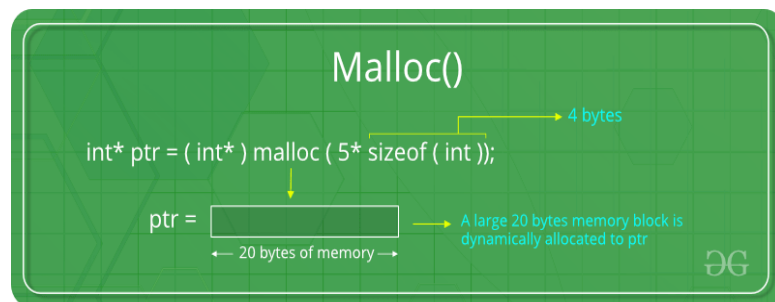 Malloc()
4 bytes
int* ptr = ( int* ) malloc ( 5* sizeof ( int ));
ptr =
A large 20 bytes memory block is
dynamically allocated to ptr
20 bytes of memory